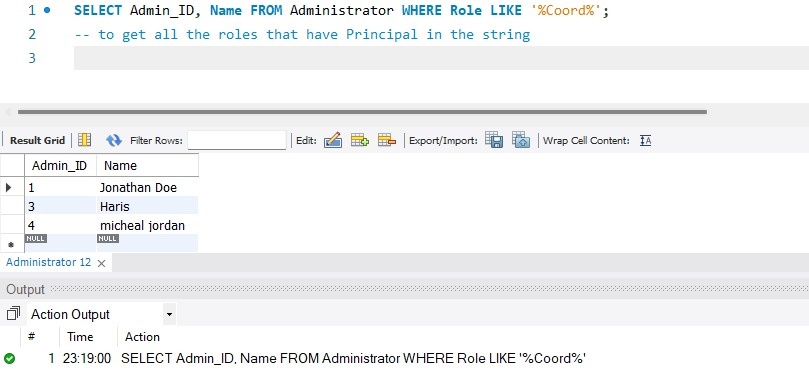 1 SELECT Admin_ID, Name FROM Administrator WHERE Role LIKE '%Coord%';
2 -- to get all the roles that have Principal in the string
3
Result Grid Filter Rows: Edit: Export/Import: Wrap Cell Content:
Admin_ID Name
1 Jonathan Doe
3 Haris
4 micheal jordan
NULL NULL
Administrator 12
Output
Action Output
# Time Action
1 23:19:00 SELECT Admin_ID, Name FROM Administrator WHERE Role LIKE '%Coord%'